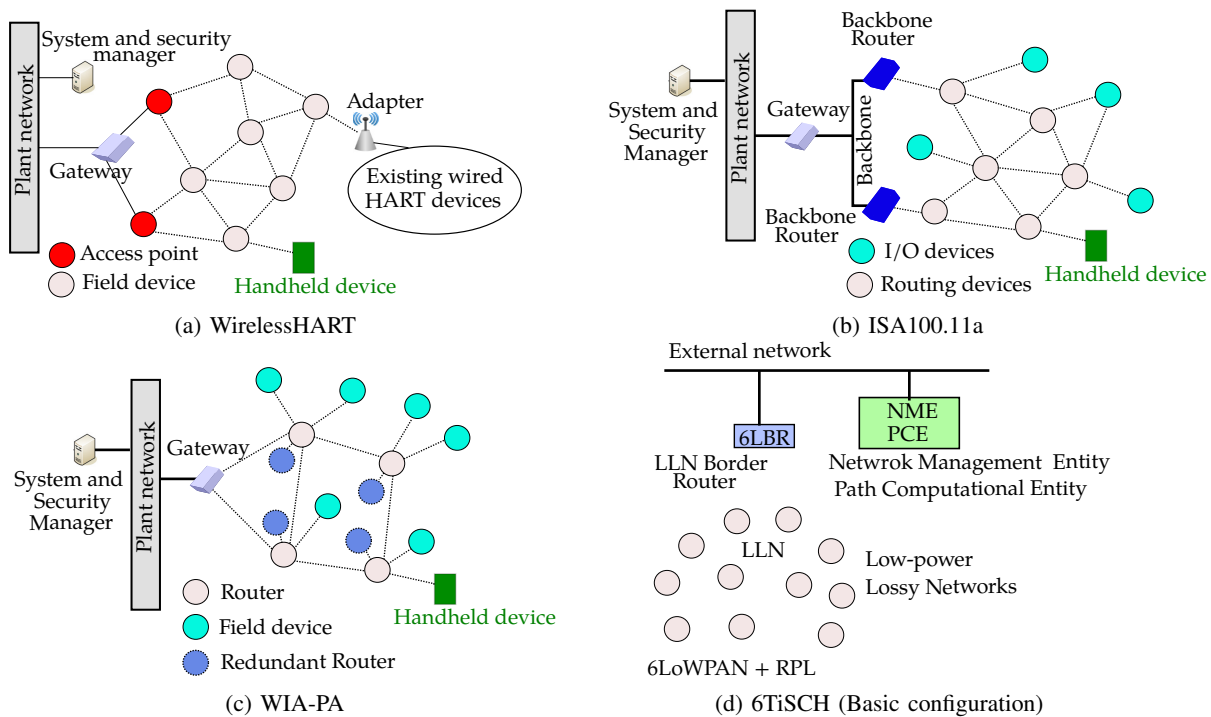 System and security
manager
Plant network
Gateway
Adapter
Existing wired
HART devices
Access point
Field device
Handheld device
(a) WirelessHART
Backbone
Router
System and
Security
Manager
Plant network
Gateway
Backbone
Backbone
Router
I/O devices
Routing devices
Handheld device
(b) ISA100.11a
System and
Security
Manager
Plant network
Gateway
Router
Field device
Redundant Router
Handheld device
(c) WIA-PA
External network
6LBR
LLN Border
Router
NME
PCE
Netwrok Management Entity
Path Computational Entity
LLN
Low-power
Lossy Networks
6LoWPAN + RPL
(d) 6TiSCH (Basic configuration)